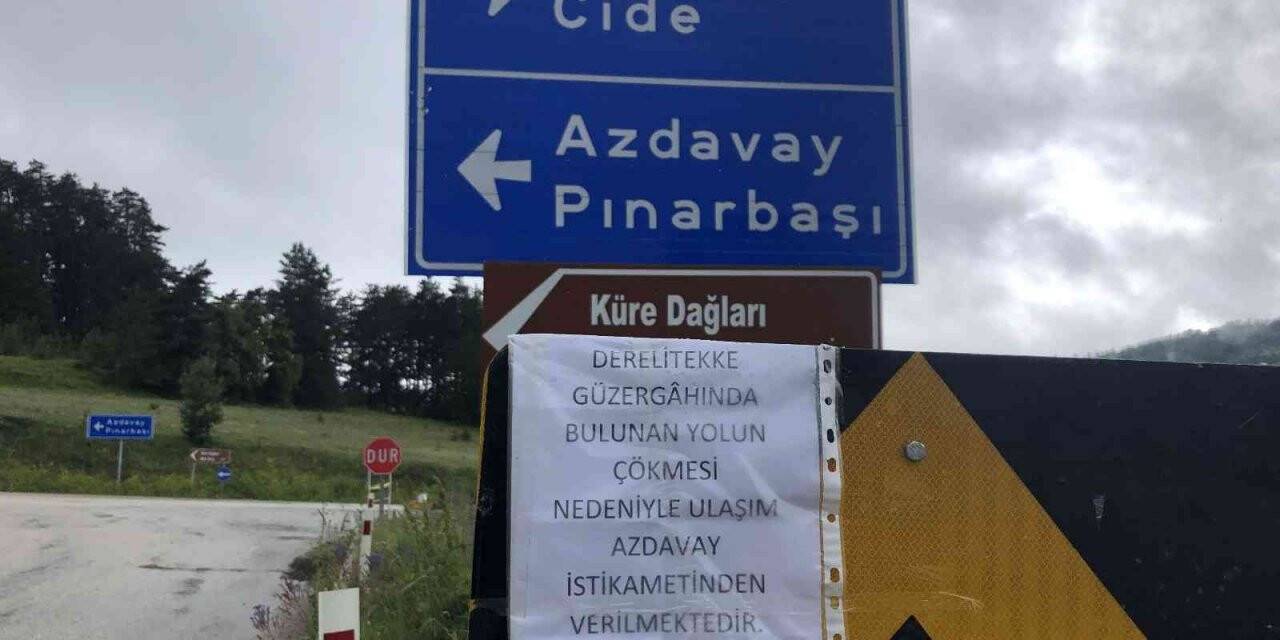 Cide
Azdavay
Pınarbaşı
Küre Dağları
DERELİTEKKE
GÜZERGÂHINDA
BULUNAN YOLUN
ÇÖKMESİ
NEDENİYLE ULAŞIM
AZDAVAY
İSTİKAMETİNDEN
VERİLMEKTEDİR.
Azdavay
Pınarbaşı
DUR